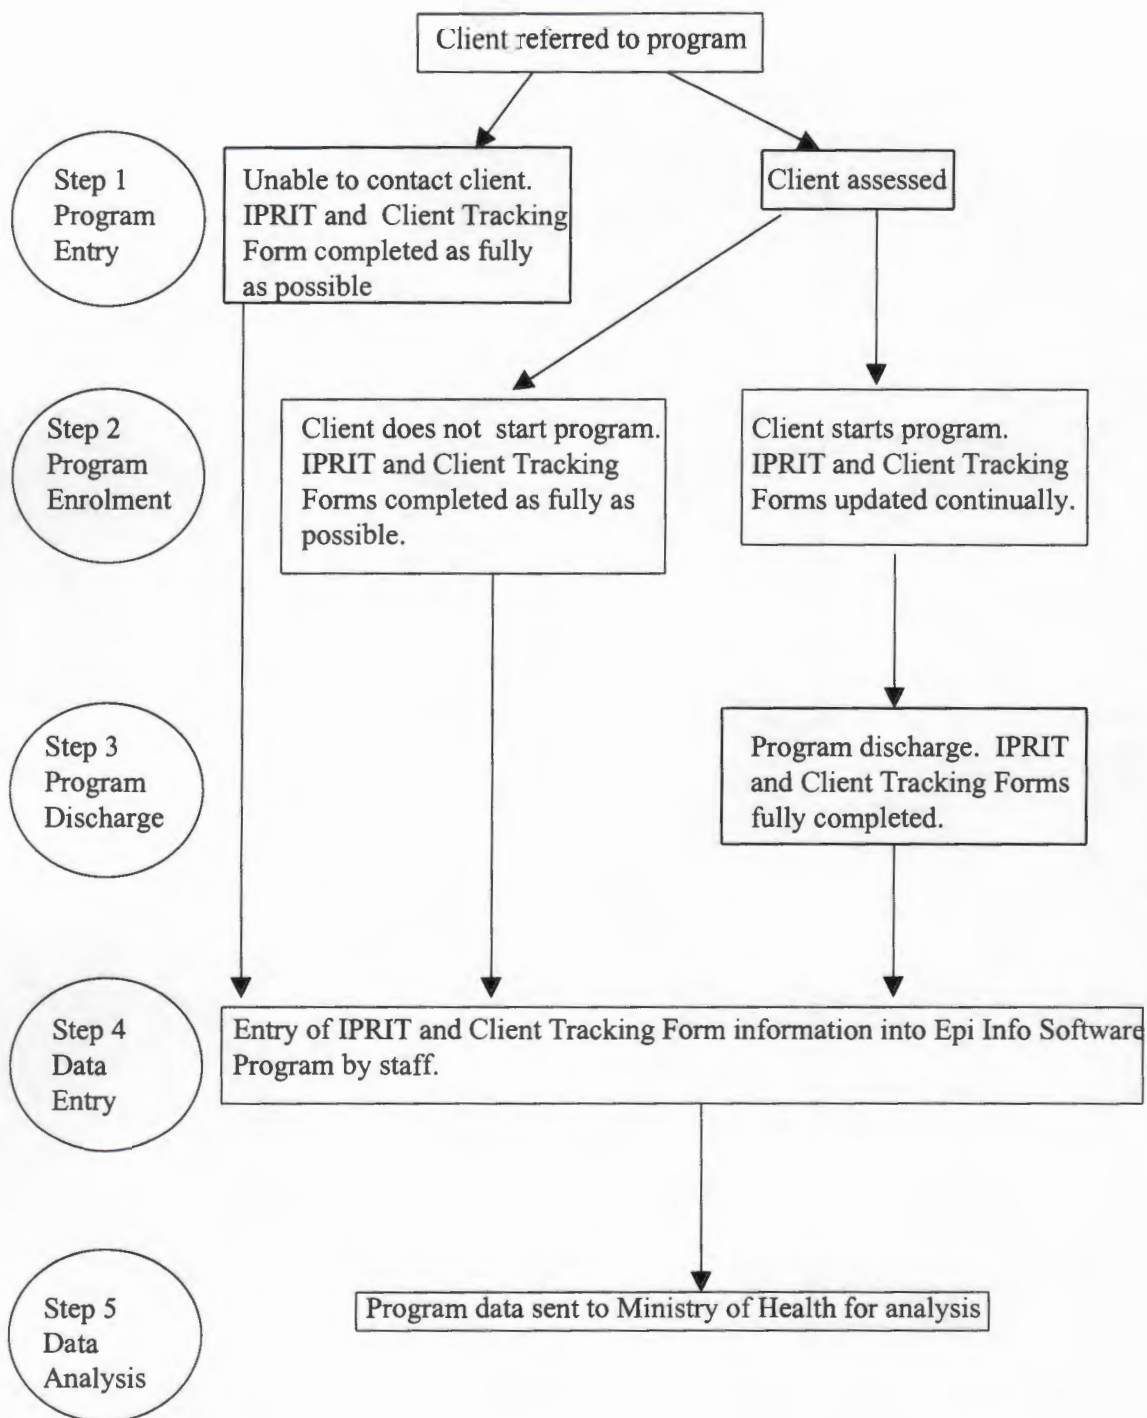 Client referred to program
Step 1
Program
Entry
Unable to contact client.
IPRIT and Client Tracking
Form completed as fully
as possible
Client assessed
Step 2
Program
Enrolment
Client does not start program.
IPRIT and Client Tracking
Forms completed as fully as
possible.
Client starts program.
IPRIT and Client Tracking
Forms updated continually.
Step 3
Program
Discharge
Program discharge. IPRIT
and Client Tracking Forms
fully completed.
Step 4
Data
Entry
Entry of IPRIT and Client Tracking Form information into Epi Info Software
Program by staff.
Step 5
Data
Analysis
Program data sent to Ministry of Health for analysis